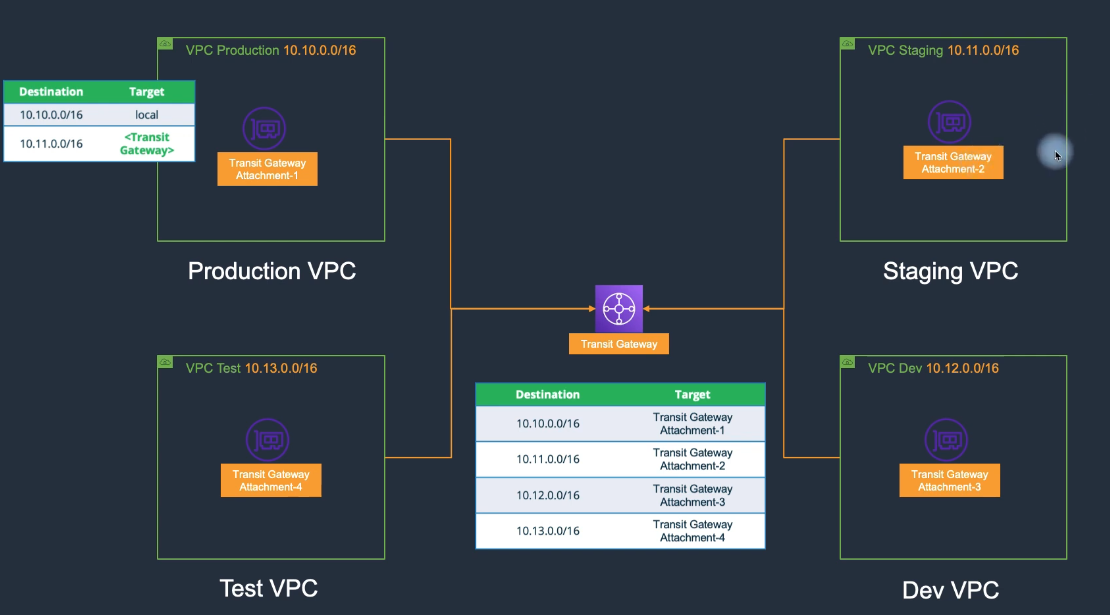 VPC Production 10.10.0.0/16
Destination Target
10.10.0.0/16 local
10.11.0.0/16 <Transit
Gateway>
Transit Gateway
Attachment-1
Production VPC
VPC Staging 10.11.0.0/16
Transit Gateway
Attachment-2
Staging VPC
Transit Gateway
VPC Test 10.13.0.0/16
Transit Gateway
Attachment-4
Test VPC
Destination Target
10.10.0.0/16 Transit Gateway
Attachment-1
10.11.0.0/16 Transit Gateway
Attachment-2
10.12.0.0/16 Transit Gateway
Attachment-3
10.13.0.0/16 Transit Gateway
Attachment-4
VPC Dev 10.12.0.0/16
Transit Gateway
Attachment-3
Dev VPC